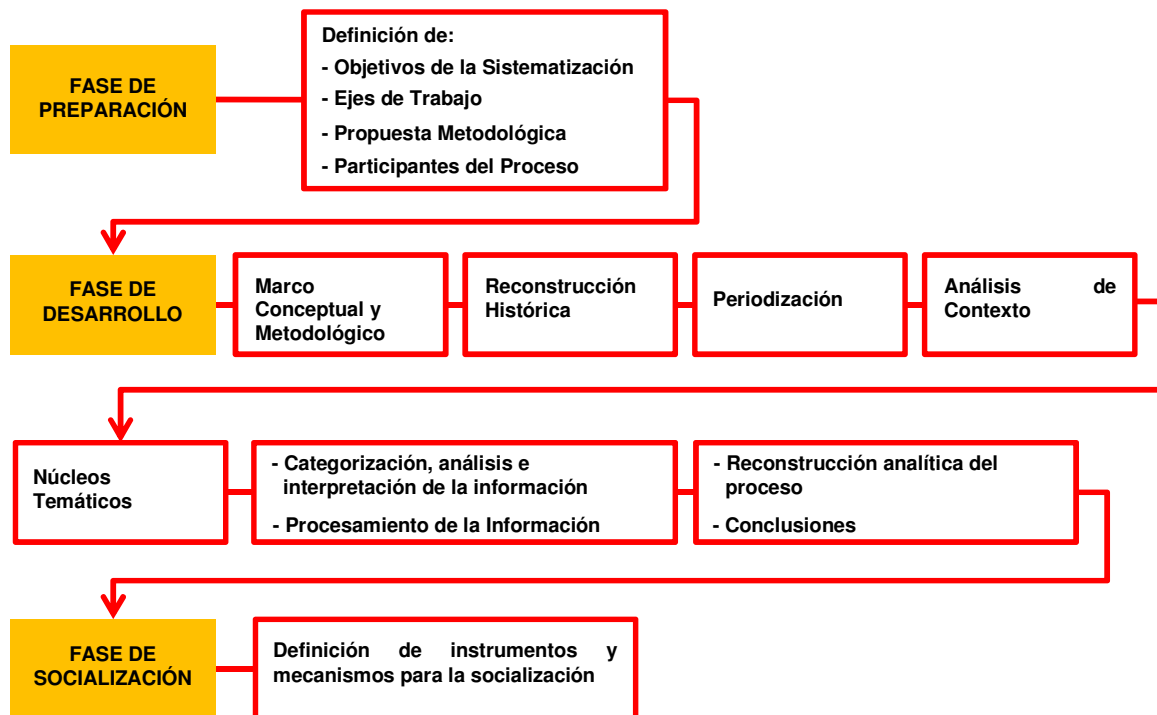 FASE DE
PREPARACIÓN
Definición de:
- Objetivos de la Sistematización
- Ejes de Trabajo
- Propuesta Metodológica
- Participantes del Proceso
FASE DE
DESARROLLO
Marco
Conceptual y
Metodológico
Reconstrucción
Histórica
Periodización
Análisis de
Contexto
Núcleos
Temáticos
- Categorización, análisis e
interpretación de la información
- Procesamiento de la Información
- Reconstrucción analítica del
proceso
- Conclusiones
FASE DE
SOCIALIZACIÓN
Definición de instrumentos y
mecanismos para la socialización